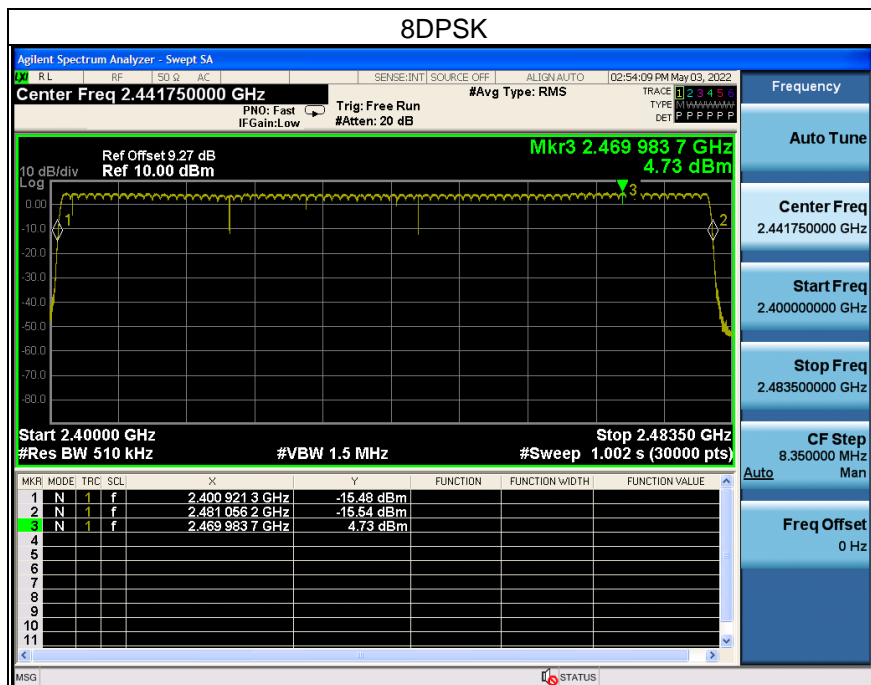 8DPSK
Agilent Spectrum Analyzer - Swept SA
LXI RL RF 50 Ω AC SENSE:INT SOURCE OFF ALIGNAUTO 02:54:09 PM May 03, 2022
Center Freq 2.441750000 GHz
PNO: Fast
IFGain:Low
Trig: Free Run
#Atten: 20 dB
#Avg Type: RMS
TRACE 1 2 3 4 5 6
TYPE M
DET P P P P P P
Ref Offset 9.27 dB
10 dB/div Ref 10.00 dBm
Log
Mkr3 2.469 983 7 GHz
4.73 dBm
0.00
-10.0
-20.0
-30.0
-40.0
-50.0
-60.0
-70.0
-80.0
1
3
2
Start 2.40000 GHz Stop 2.48350 GHz
#Res BW 510 kHz #VBW 1.5 MHz #Sweep 1.002 s (30000 pts)
MKR MODE TRC SCL X Y FUNCTION FUNCTION WIDTH FUNCTION VALUE
1 N 1 f 2.400 921 3 GHz -15.48 dBm
2 N 1 f 2.481 056 2 GHz -15.54 dBm
3 N 1 f 2.469 983 7 GHz 4.73 dBm
4
5
6
7
8
9
10
11
MSG STATUS
Frequency
Auto Tune
Center Freq
2.441750000 GHz
Start Freq
2.400000000 GHz
Stop Freq
2.483500000 GHz
CF Step
8.350000 MHz
Auto Man
Freq Offset
0 Hz